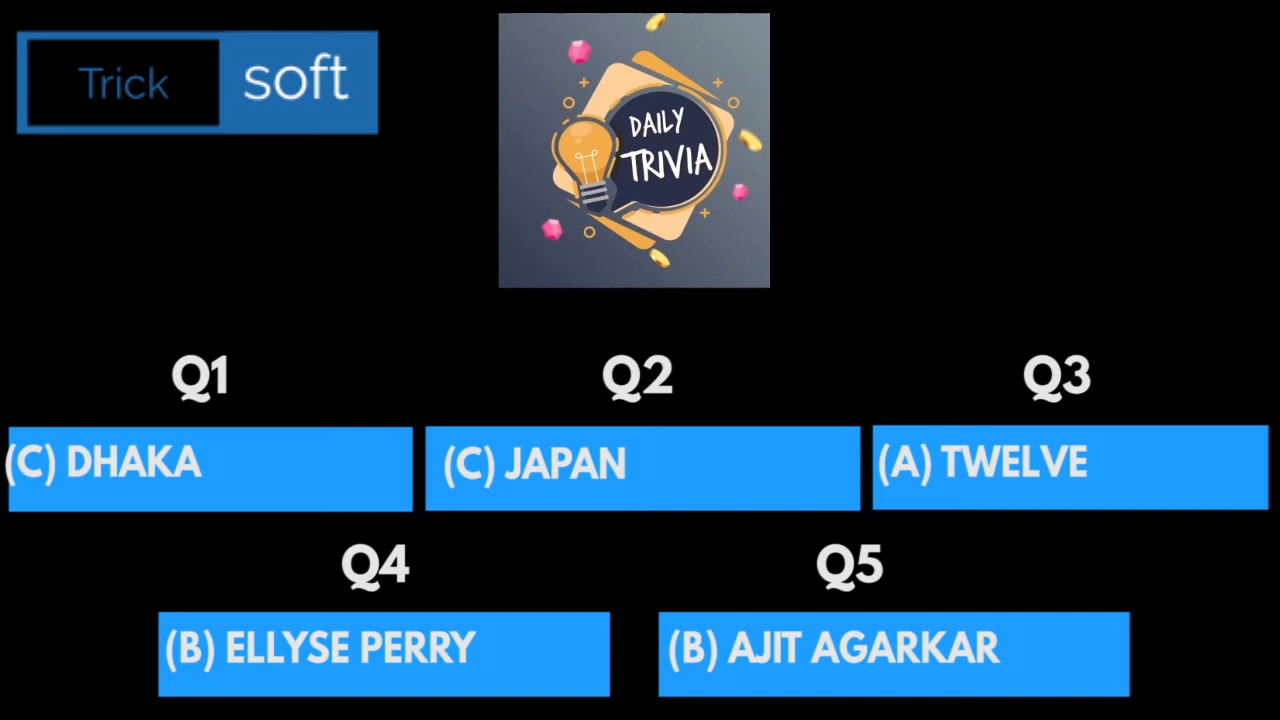 Trick soft
DAILY
TRIVIA
Q1
Q2
Q3
(C) DHAKA
(C) JAPAN
(A) TWELVE
Q4
Q5
(B) ELLYSE PERRY
(B) AJIT AGARKAR